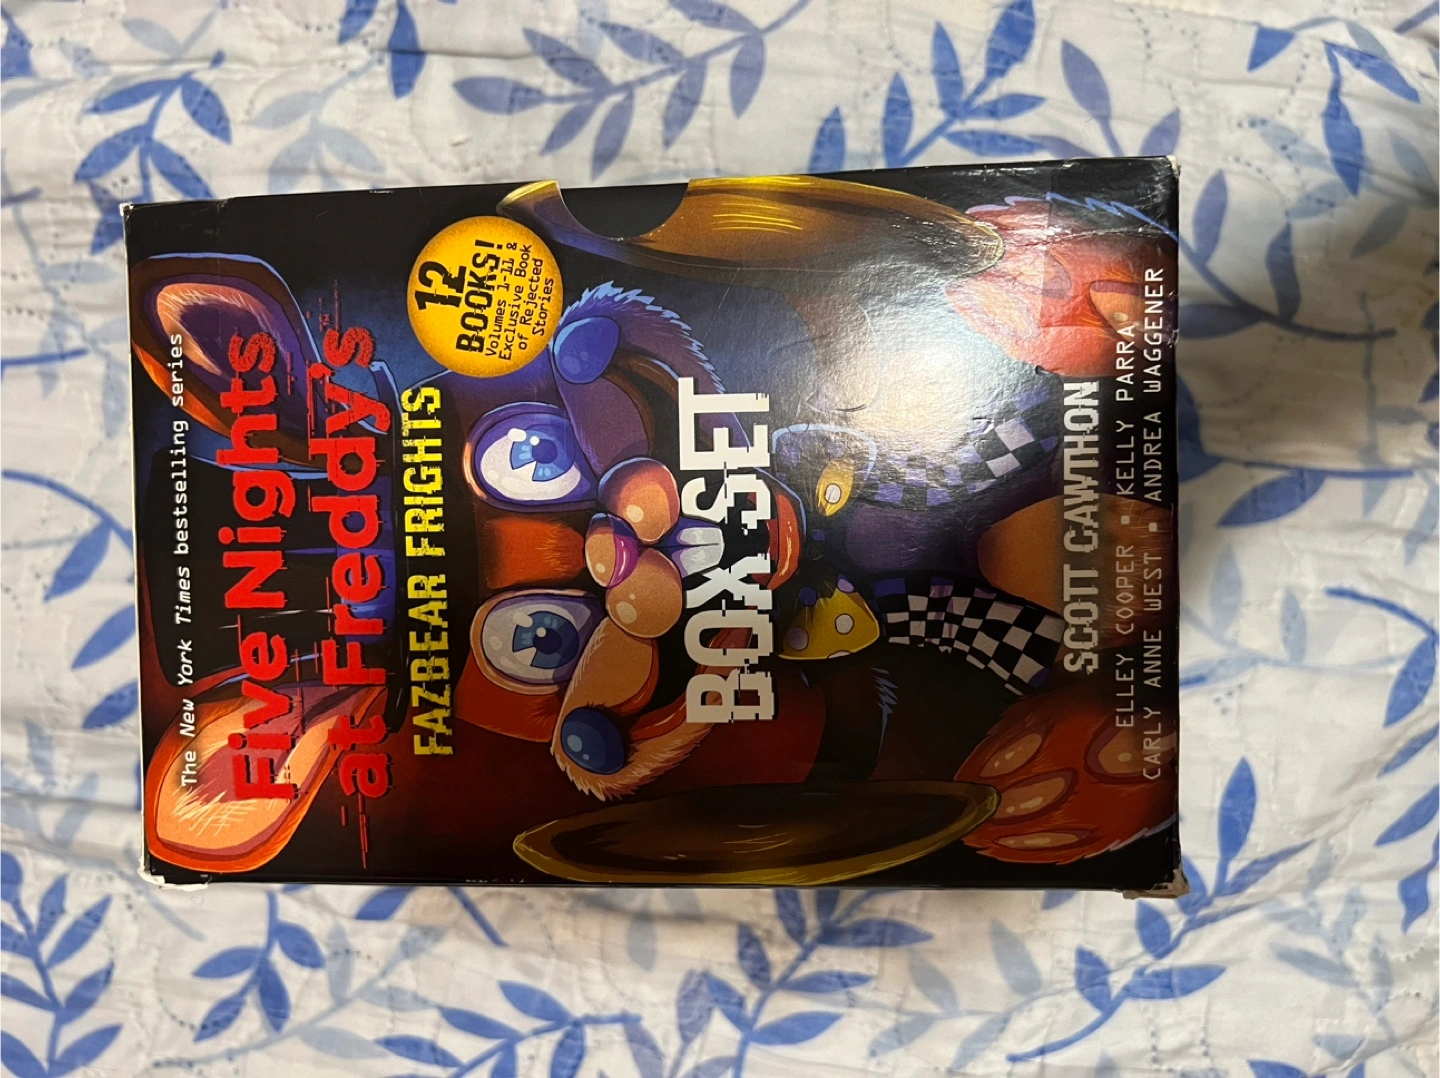 The New York Times bestselling series
Five Nights
at Freddy's
FAZBEAR FRIGHTS
12
BOOKS!
Volumes 1-11 &
Exclusive Book
of Rejected
Stories
BOX SET
SCOTT CAWTHON
ELLEY COOPER ▪ KELLY PARRA
CARLY ANNE WEST ▪ ANDREA WAGGENER